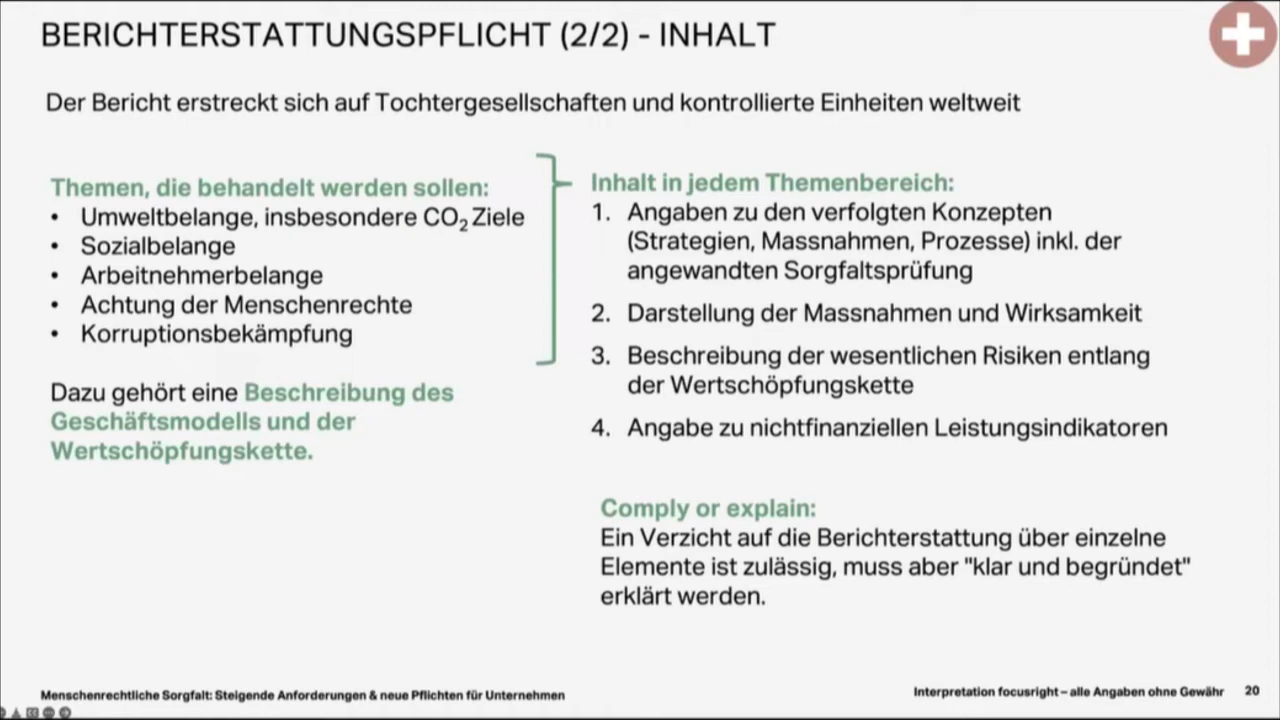 BERICHTERSTATTUNGSPFLICHT (2/2) - INHALT
Der Bericht erstreckt sich auf Tochtergesellschaften und kontrollierte Einheiten weltweit
Themen, die behandelt werden sollen:
• Umweltbelange, insbesondere CO₂ Ziele
• Sozialbelange
• Arbeitnehmerbelange
• Achtung der Menschenrechte
• Korruptionsbekämpfung
Dazu gehört eine Beschreibung des
Geschäftsmodells und der
Wertschöpfungskette.
Inhalt in jedem Themenbereich:
1. Angaben zu den verfolgten Konzepten
(Strategien, Massnahmen, Prozesse) inkl. der
angewandten Sorgfaltsprüfung
2. Darstellung der Massnahmen und Wirksamkeit
3. Beschreibung der wesentlichen Risiken entlang
der Wertschöpfungskette
4. Angabe zu nichtfinanziellen Leistungsindikatoren
Comply or explain:
Ein Verzicht auf die Berichterstattung über einzelne
Elemente ist zulässig, muss aber "klar und begründet"
erklärt werden.
Menschenrechtliche Sorgfalt: Steigende Anforderungen & neue Pflichten für Unternehmen
Interpretation focusright – alle Angaben ohne Gewähr 20